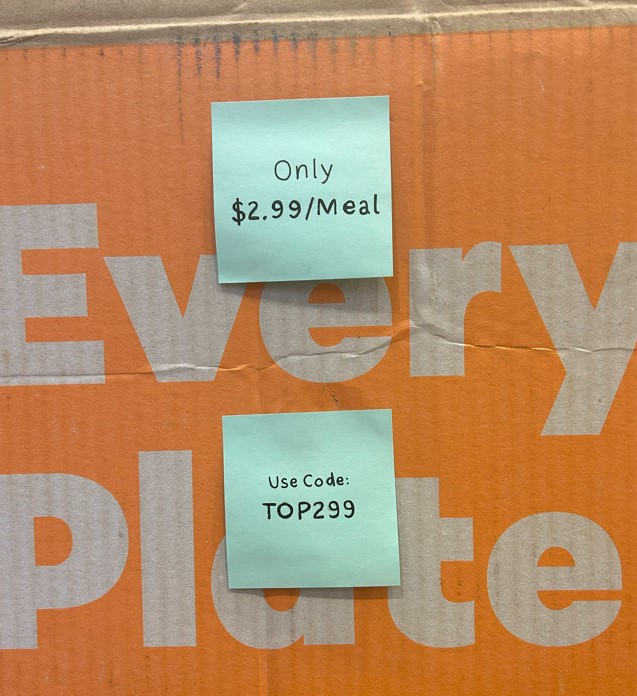 Only
$2.99/Meal
Every
Use Code:
TOP299
Plate